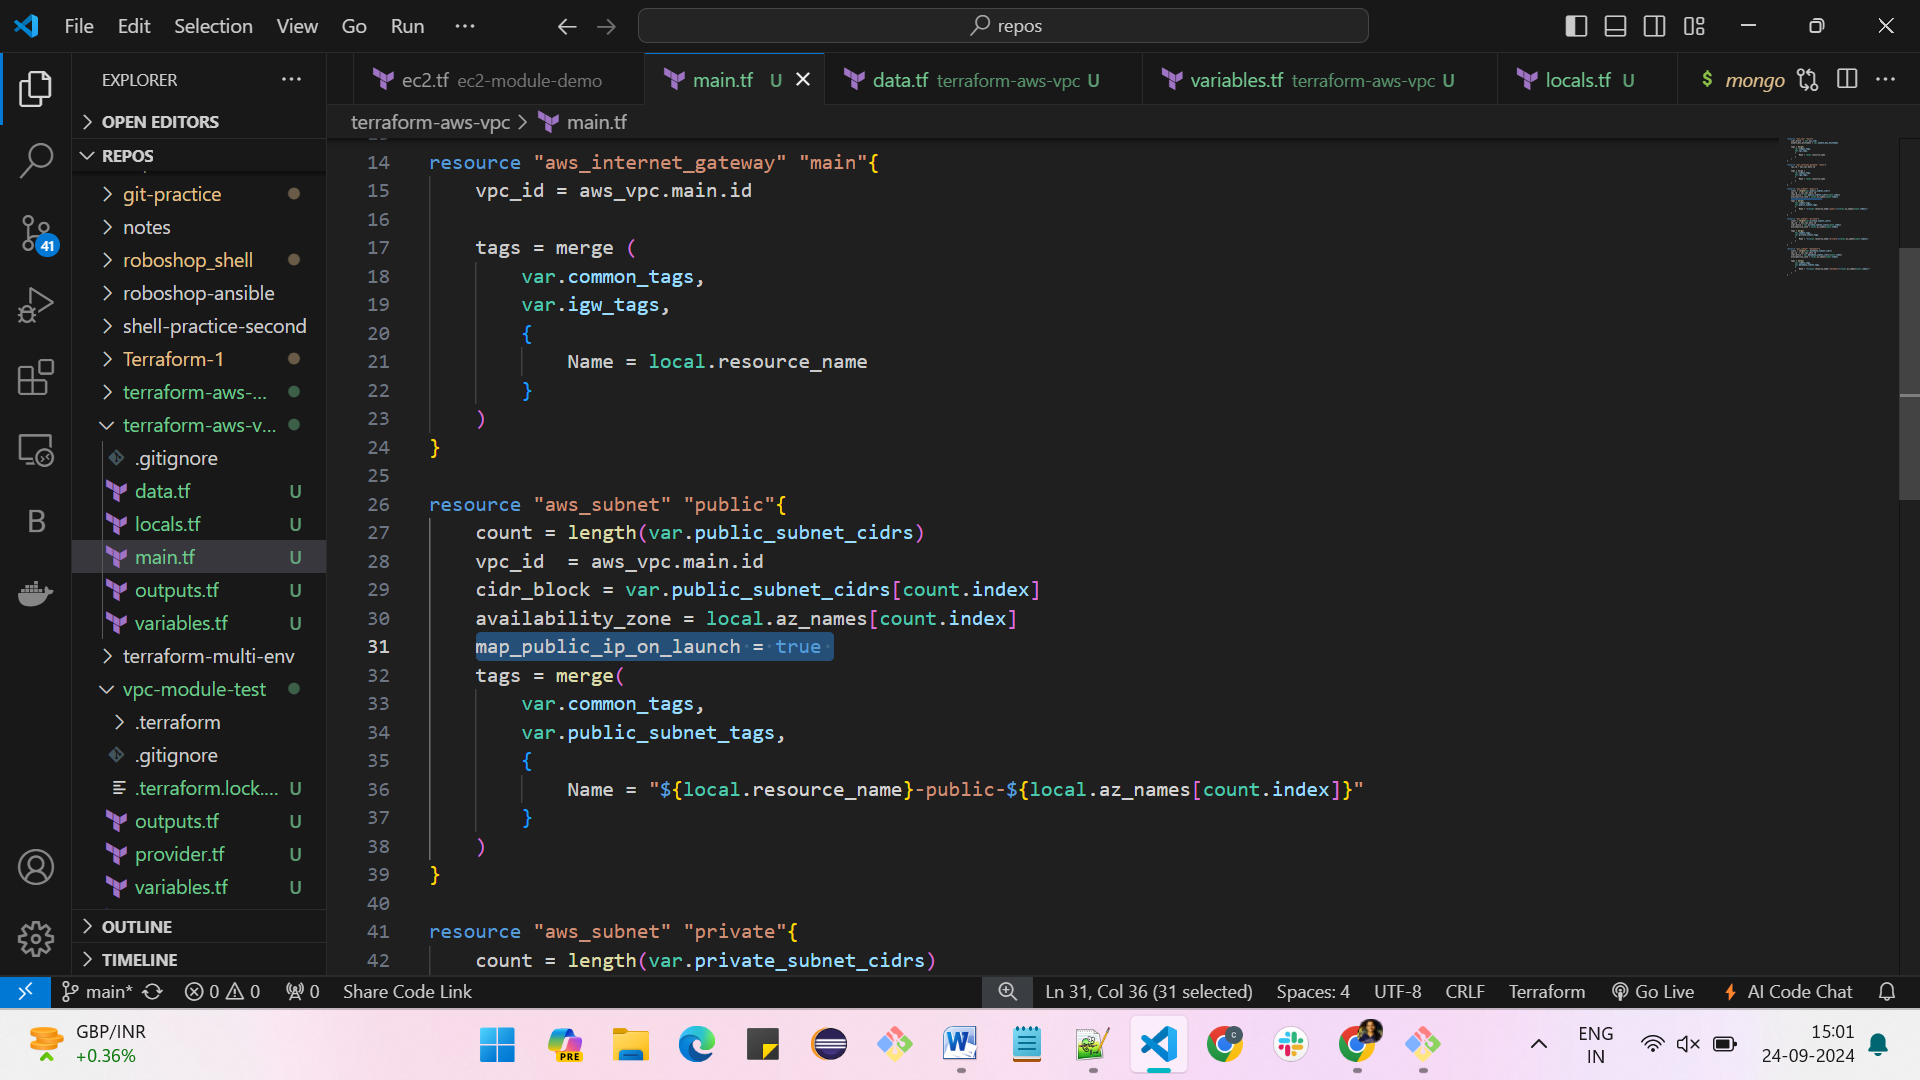 File Edit Selection View Go Run ··· repos
EXPLORER ···
OPEN EDITORS
REPOS
git-practice
notes
roboshop_shell
roboshop-ansible
shell-practice-second
Terraform-1
terraform-aws-...
terraform-aws-v...
.gitignore
data.tf U
locals.tf U
main.tf U
outputs.tf U
variables.tf U
terraform-multi-env
vpc-module-test
.terraform
.gitignore
.terraform.lock.... U
outputs.tf U
provider.tf U
variables.tf U
OUTLINE
TIMELINE
41
B
ec2.tf ec2-module-demo main.tf U data.tf terraform-aws-vpc U variables.tf terraform-aws-vpc U locals.tf U $ mongo ···
terraform-aws-vpc > main.tf
14 resource "aws_internet_gateway" "main"{
15 vpc_id = aws_vpc.main.id
16
17 tags = merge (
18 var.common_tags,
19 var.igw_tags,
20 {
21 Name = local.resource_name
22 }
23 )
24 }
25
26 resource "aws_subnet" "public"{
27 count = length(var.public_subnet_cidrs)
28 vpc_id  = aws_vpc.main.id
29 cidr_block = var.public_subnet_cidrs[count.index]
30 availability_zone = local.az_names[count.index]
31 map_public_ip_on_launch = true
32 tags = merge(
33 var.common_tags,
34 var.public_subnet_tags,
35 {
36 Name = "${local.resource_name}-public-${local.az_names[count.index]}"
37 }
38 )
39 }
40
41 resource "aws_subnet" "private"{
42 count = length(var.private_subnet_cidrs)
main* 0 0 0 Share Code Link Ln 31, Col 36 (31 selected) Spaces: 4 UTF-8 CRLF Terraform Go Live AI Code Chat
GBP/INR
+0.36%
PRE
ENG
IN
15:01
24-09-2024